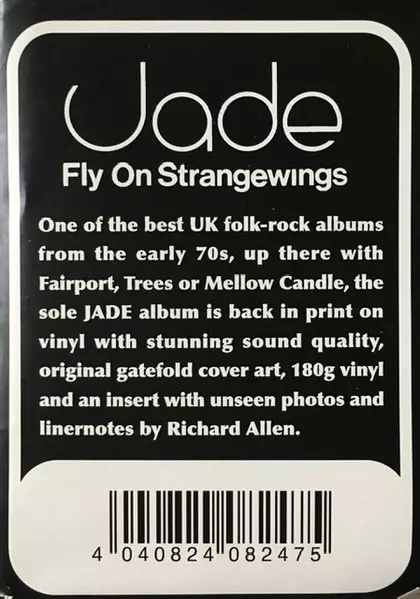 Jade
Fly On Strangewings
One of the best UK folk-rock albums
from the early 70s, up there with
Fairport, Trees or Mellow Candle, the
sole JADE album is back in print on
vinyl with stunning sound quality,
original gatefold cover art, 180g vinyl
and an insert with unseen photos and
linernotes by Richard Allen.
4 040824 082475